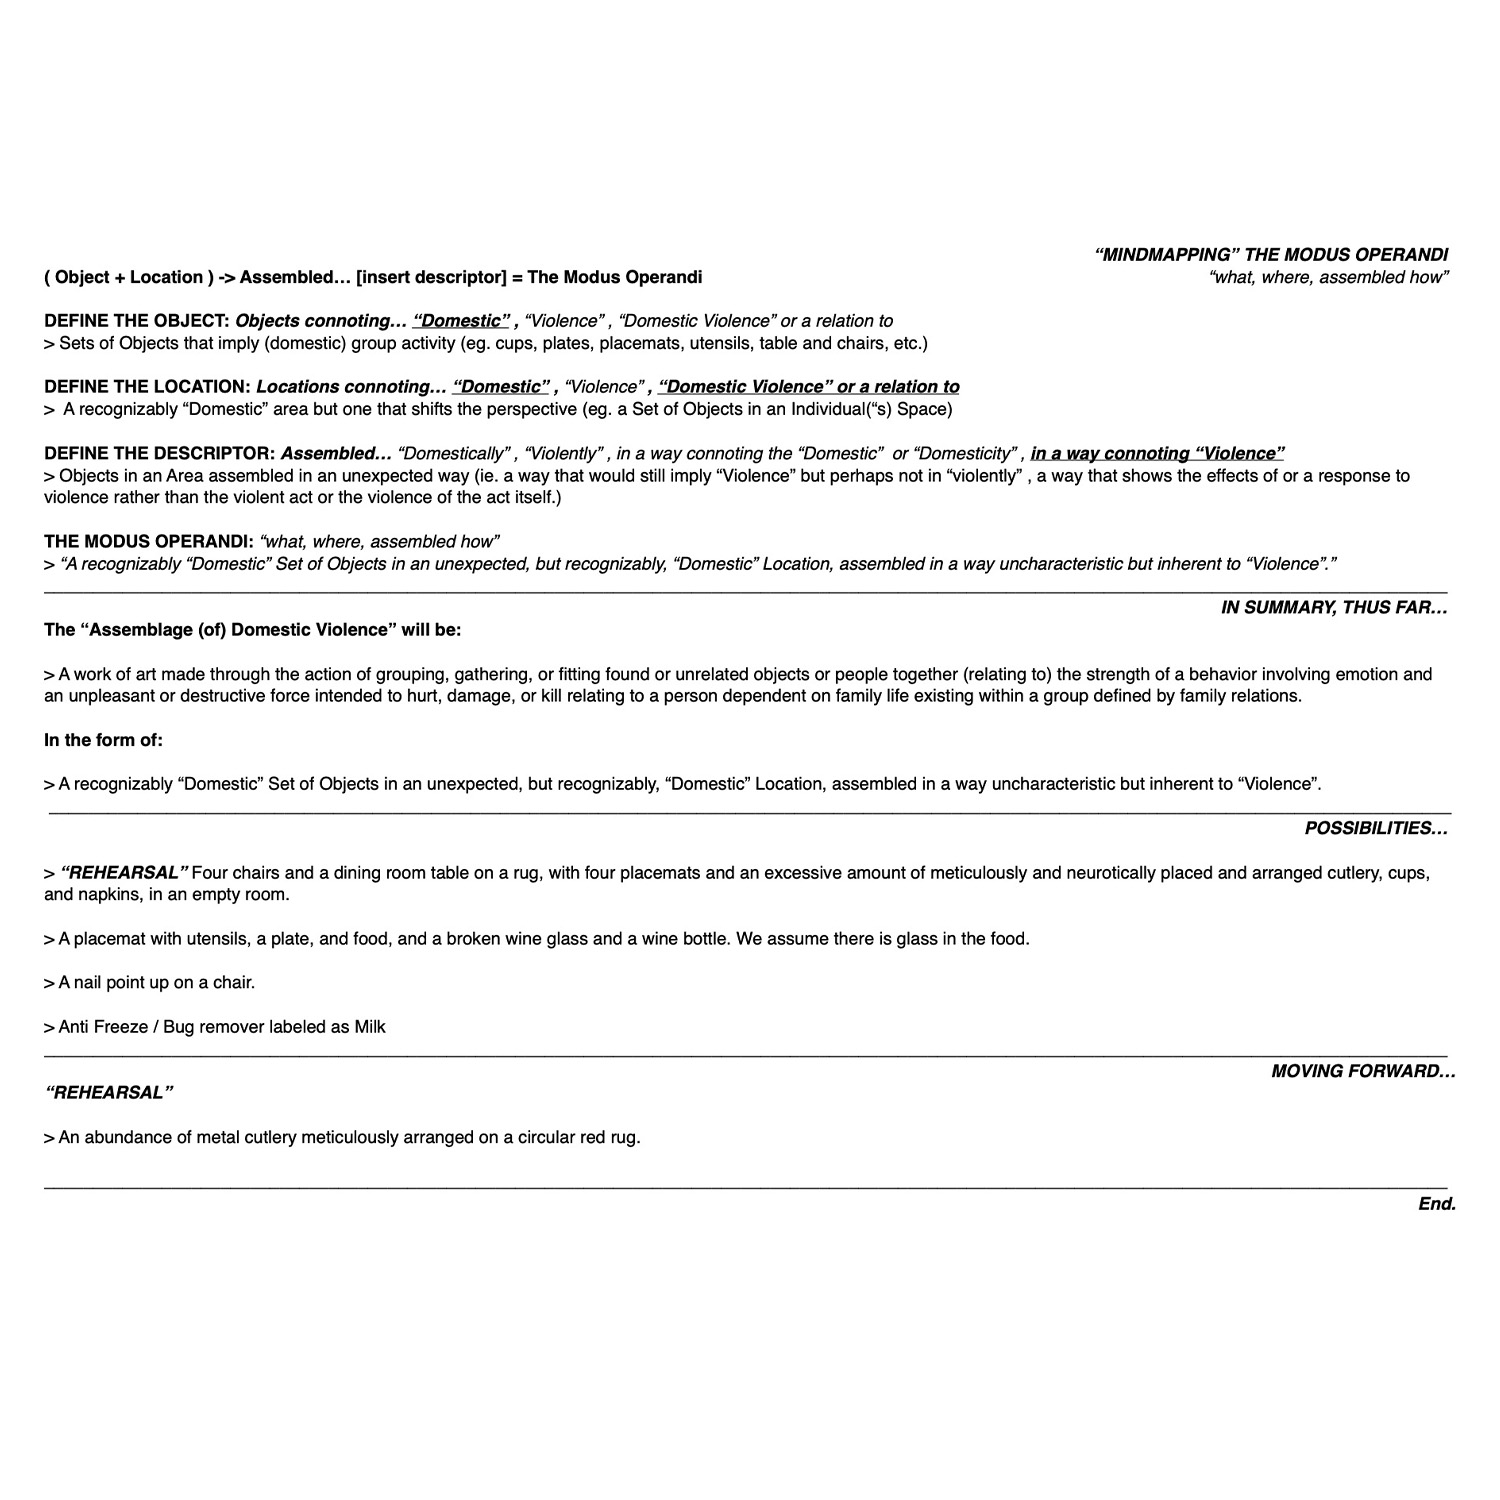 “MINDMAPPING” THE MODUS OPERANDI
( Object + Location ) -> Assembled… [insert descriptor] = The Modus Operandi
“what, where, assembled how”
DEFINE THE OBJECT: Objects connoting… “Domestic” , “Violence” , “Domestic Violence” or a relation to
> Sets of Objects that imply (domestic) group activity (eg. cups, plates, placemats, utensils, table and chairs, etc.)
DEFINE THE LOCATION: Locations connoting… “Domestic” , “Violence” , “Domestic Violence” or a relation to
> A recognizably “Domestic” area but one that shifts the perspective (eg. a Set of Objects in an Individual(“s) Space)
DEFINE THE DESCRIPTOR: Assembled… “Domestically” , “Violently” , in a way connoting the “Domestic” or “Domesticity” , in a way connoting “Violence”
> Objects in an Area assembled in an unexpected way (ie. a way that would still imply “Violence” but perhaps not in “violently” , a way that shows the effects of or a response to
violence rather than the violent act or the violence of the act itself.)
THE MODUS OPERANDI: “what, where, assembled how”
> “A recognizably “Domestic” Set of Objects in an unexpected, but recognizably, “Domestic” Location, assembled in a way uncharacteristic but inherent to “Violence”.”
IN SUMMARY, THUS FAR…
The “Assemblage (of) Domestic Violence” will be:
> A work of art made through the action of grouping, gathering, or fitting found or unrelated objects or people together (relating to) the strength of a behavior involving emotion and
an unpleasant or destructive force intended to hurt, damage, or kill relating to a person dependent on family life existing within a group defined by family relations.
In the form of:
> A recognizably “Domestic” Set of Objects in an unexpected, but recognizably, “Domestic” Location, assembled in a way uncharacteristic but inherent to “Violence”.
POSSIBILITIES…
> “REHEARSAL” Four chairs and a dining room table on a rug, with four placemats and an excessive amount of meticulously and neurotically placed and arranged cutlery, cups,
and napkins, in an empty room.
> A placemat with utensils, a plate, and food, and a broken wine glass and a wine bottle. We assume there is glass in the food.
> A nail point up on a chair.
> Anti Freeze / Bug remover labeled as Milk
MOVING FORWARD…
“REHEARSAL”
> An abundance of metal cutlery meticulously arranged on a circular red rug.
End.